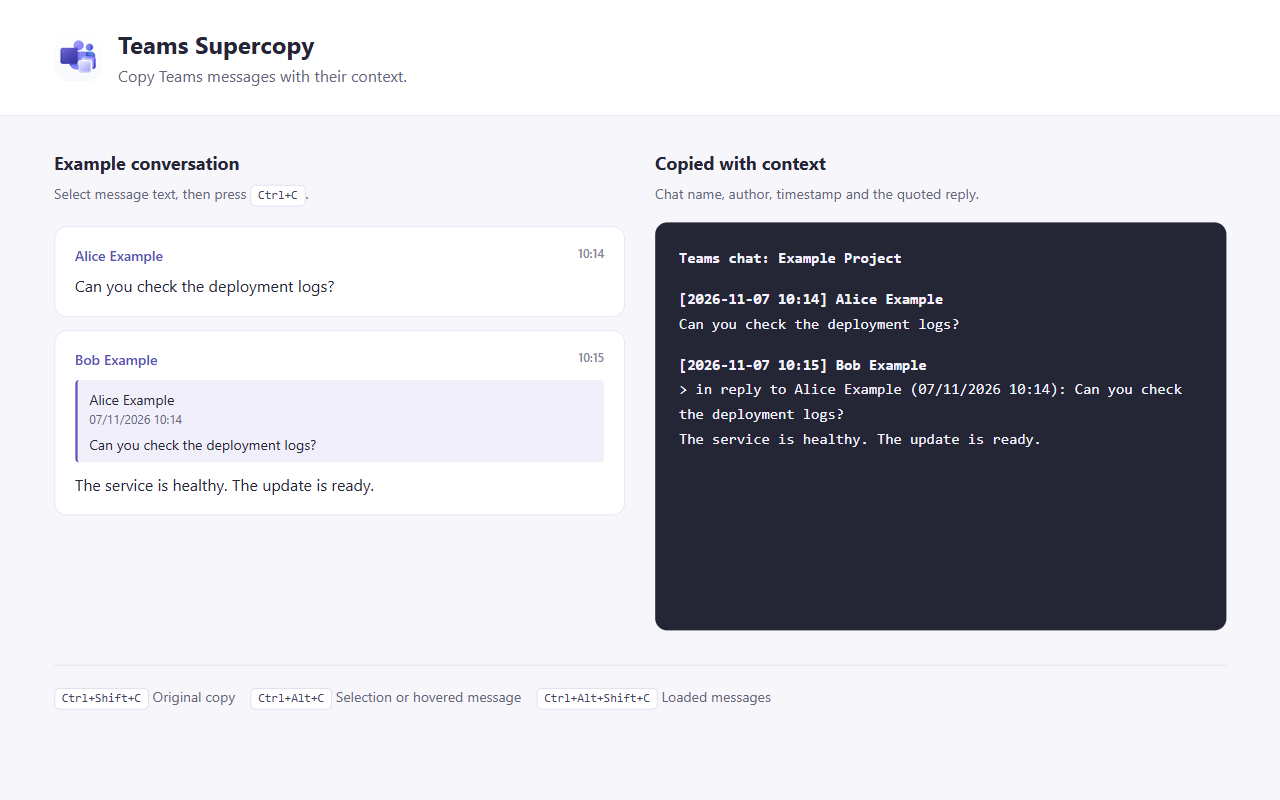 Teams Supercopy
Copy Teams messages with their context.
Example conversation
Select message text, then press Ctrl+C.
Alice Example 10:14
Can you check the deployment logs?
Bob Example 10:15
Alice Example
07/11/2026 10:14
Can you check the deployment logs?
The service is healthy. The update is ready.
Copied with context
Chat name, author, timestamp and the quoted reply.
Teams chat: Example Project
[2026-11-07 10:14] Alice Example
Can you check the deployment logs?
[2026-11-07 10:15] Bob Example
> in reply to Alice Example (07/11/2026 10:14): Can you check
the deployment logs?
The service is healthy. The update is ready.
Ctrl+Shift+C Original copy Ctrl+Alt+C Selection or hovered message Ctrl+Alt+Shift+C Loaded messages